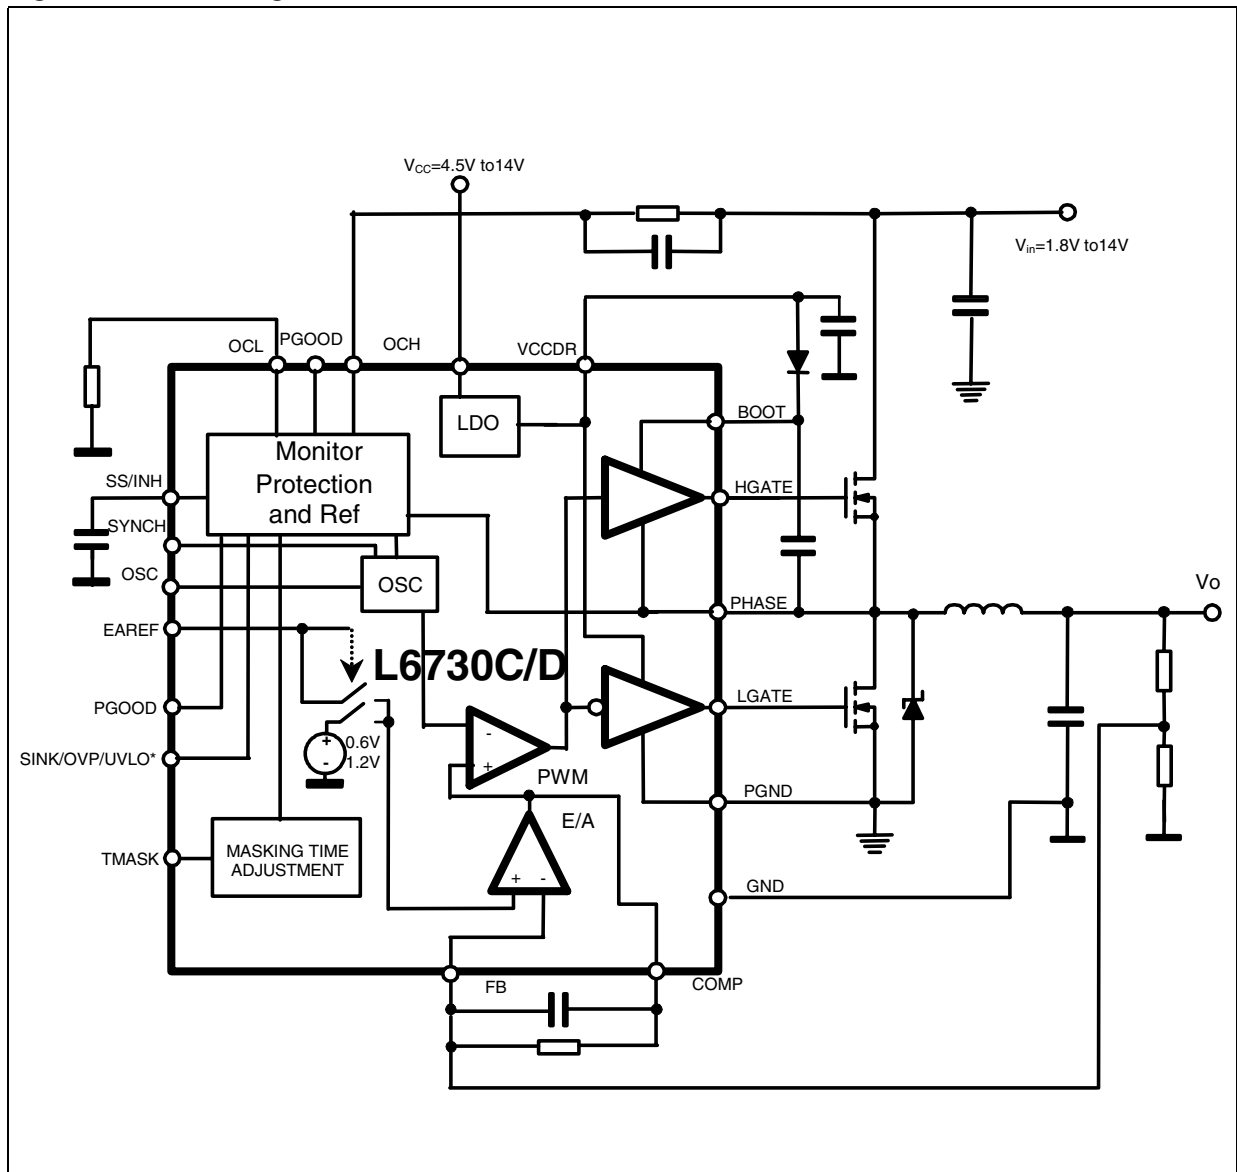 V_CC=4.5V to14V
V_in=1.8V to14V
OCL
PGOOD
OCH
VCCDR
LDO
BOOT
Monitor
Protection
and Ref
SS/INH
HGATE
SYNCH
OSC
OSC
Vo
PHASE
EAREF
L6730C/D
LGATE
PGOOD
+
-
0.6V
1.2V
-
+
SINK/OVP/UVLO*
PWM
PGND
E/A
MASKING TIME
ADJUSTMENT
TMASK
+ -
GND
FB
COMP